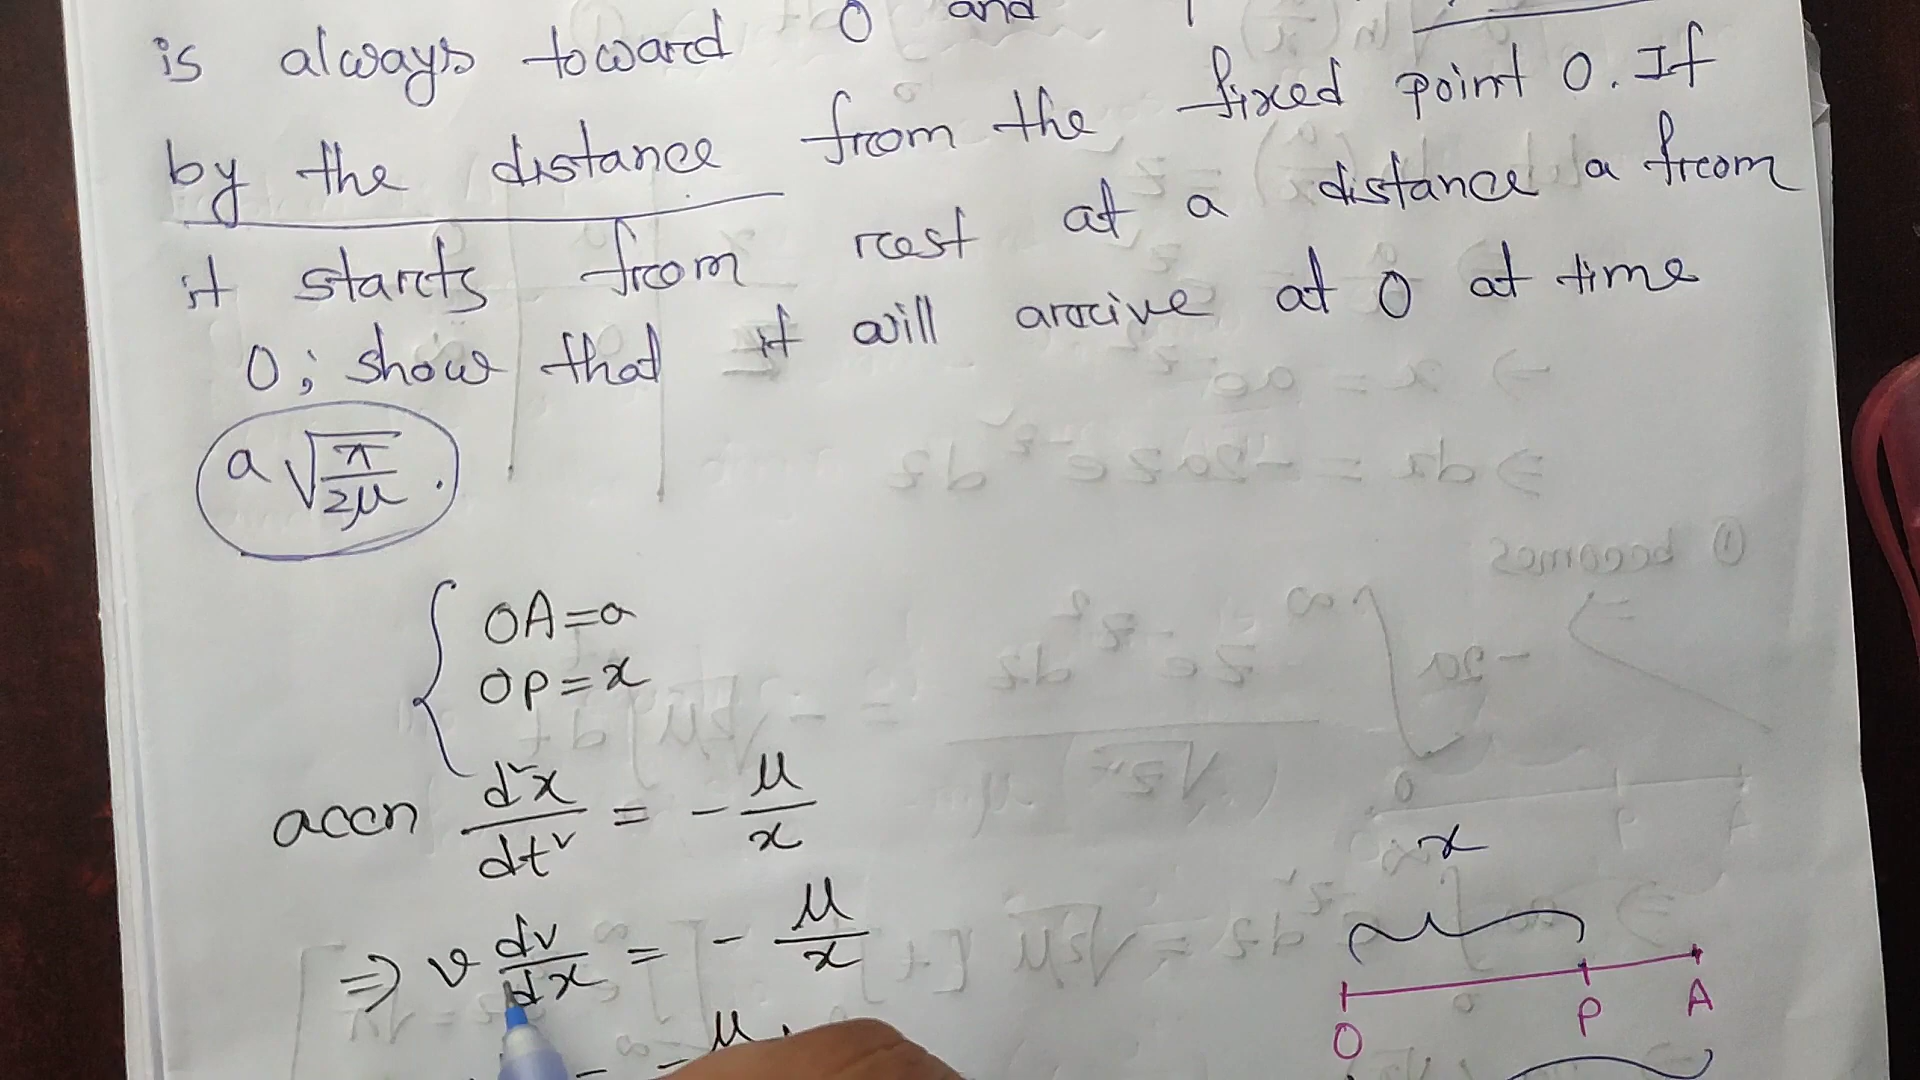 is always toward O and
by the distance from the fixed point O. If
it starts from rest at a distance a from
O; show that it will arrive at O at time
a √(π/2μ).
OA=a
OP=x
accn d²x/dt² = - μ/x
⇒ v dv/dx = - μ/x
μ
x
O P A